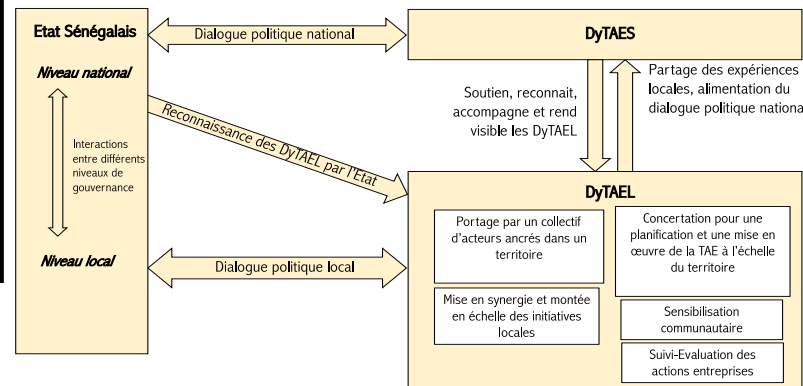 Etat Sénégalais
Niveau national
Interactions
entre différents
niveaux de
gouvernance
Niveau local
Dialogue politique national
DyTAES
Soutien, reconnait,
accompagne et rend
visible les DyTAEL
Partage des expériences
locales, alimentation du
dialogue politique nationa
Reconnaissance des DyTAEL par l'Etat
Dialogue politique local
DyTAEL
Portage par un collectif
d'acteurs ancrés dans un
territoire
Concertation pour une
planification et une mise en
œuvre de la TAE à l'échelle
du territoire
Mise en synergie et montée
en échelle des initiatives
locales
Sensibilisation
communautaire
Suivi-Evaluation des
actions entreprises